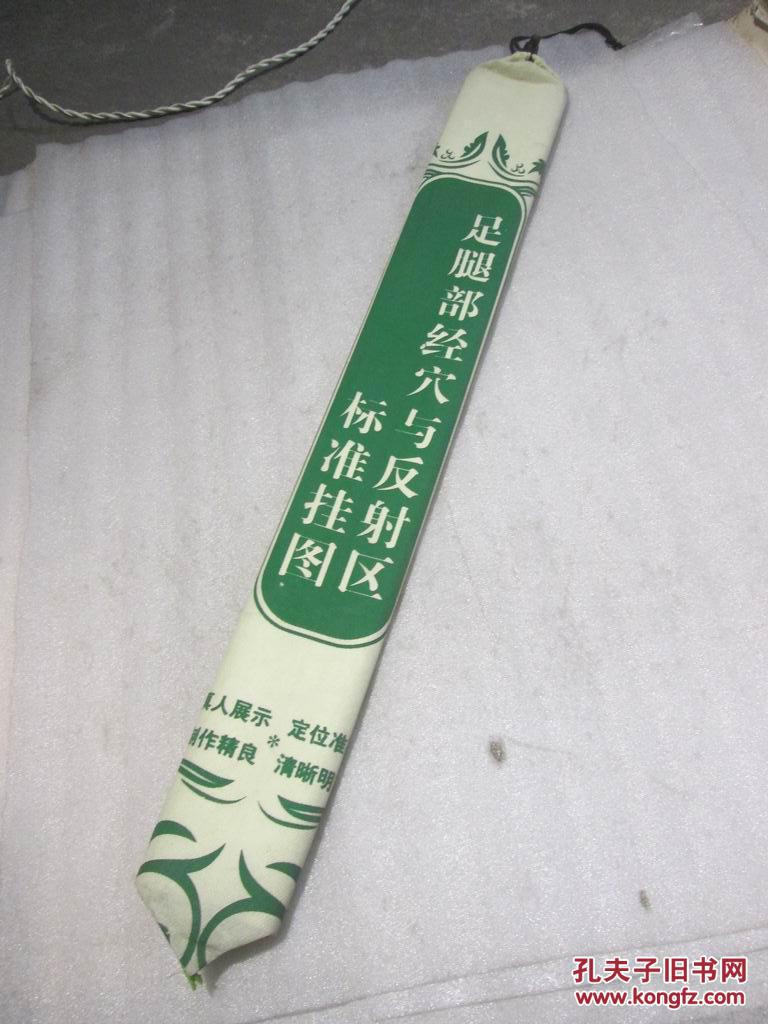 足腿部经穴与反射区
标准挂图
真人展示 定位准
制作精良 * 清晰明
孔夫子旧书网
www.kongfz.com